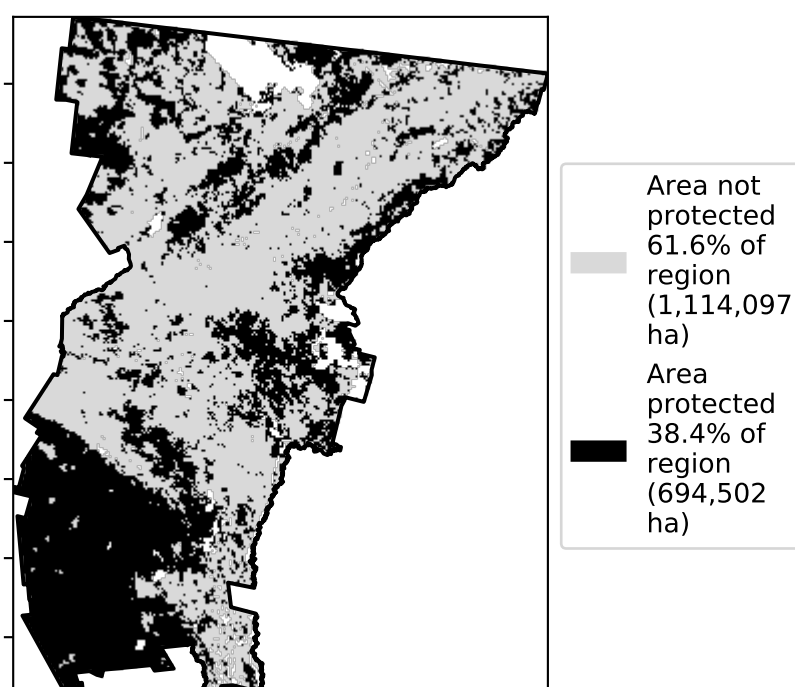 Area not
protected
61.6% of
region
(1,114,097
ha)
Area
protected
38.4% of
region
(694,502
ha)